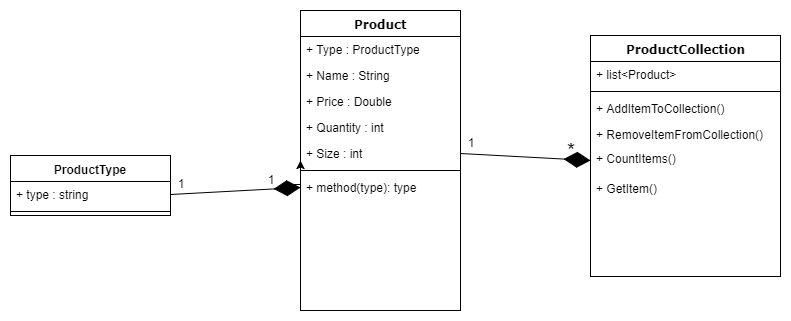 Product
+ Type : ProductType
+ Name : String
+ Price : Double
+ Quantity : int
+ Size : int
+ method(type): type
ProductType
+ type : string
1
1
1
*
ProductCollection
+ list<Product>
+ AddItemToCollection()
+ RemoveItemFromCollection()
+ CountItems()
+ GetItem()